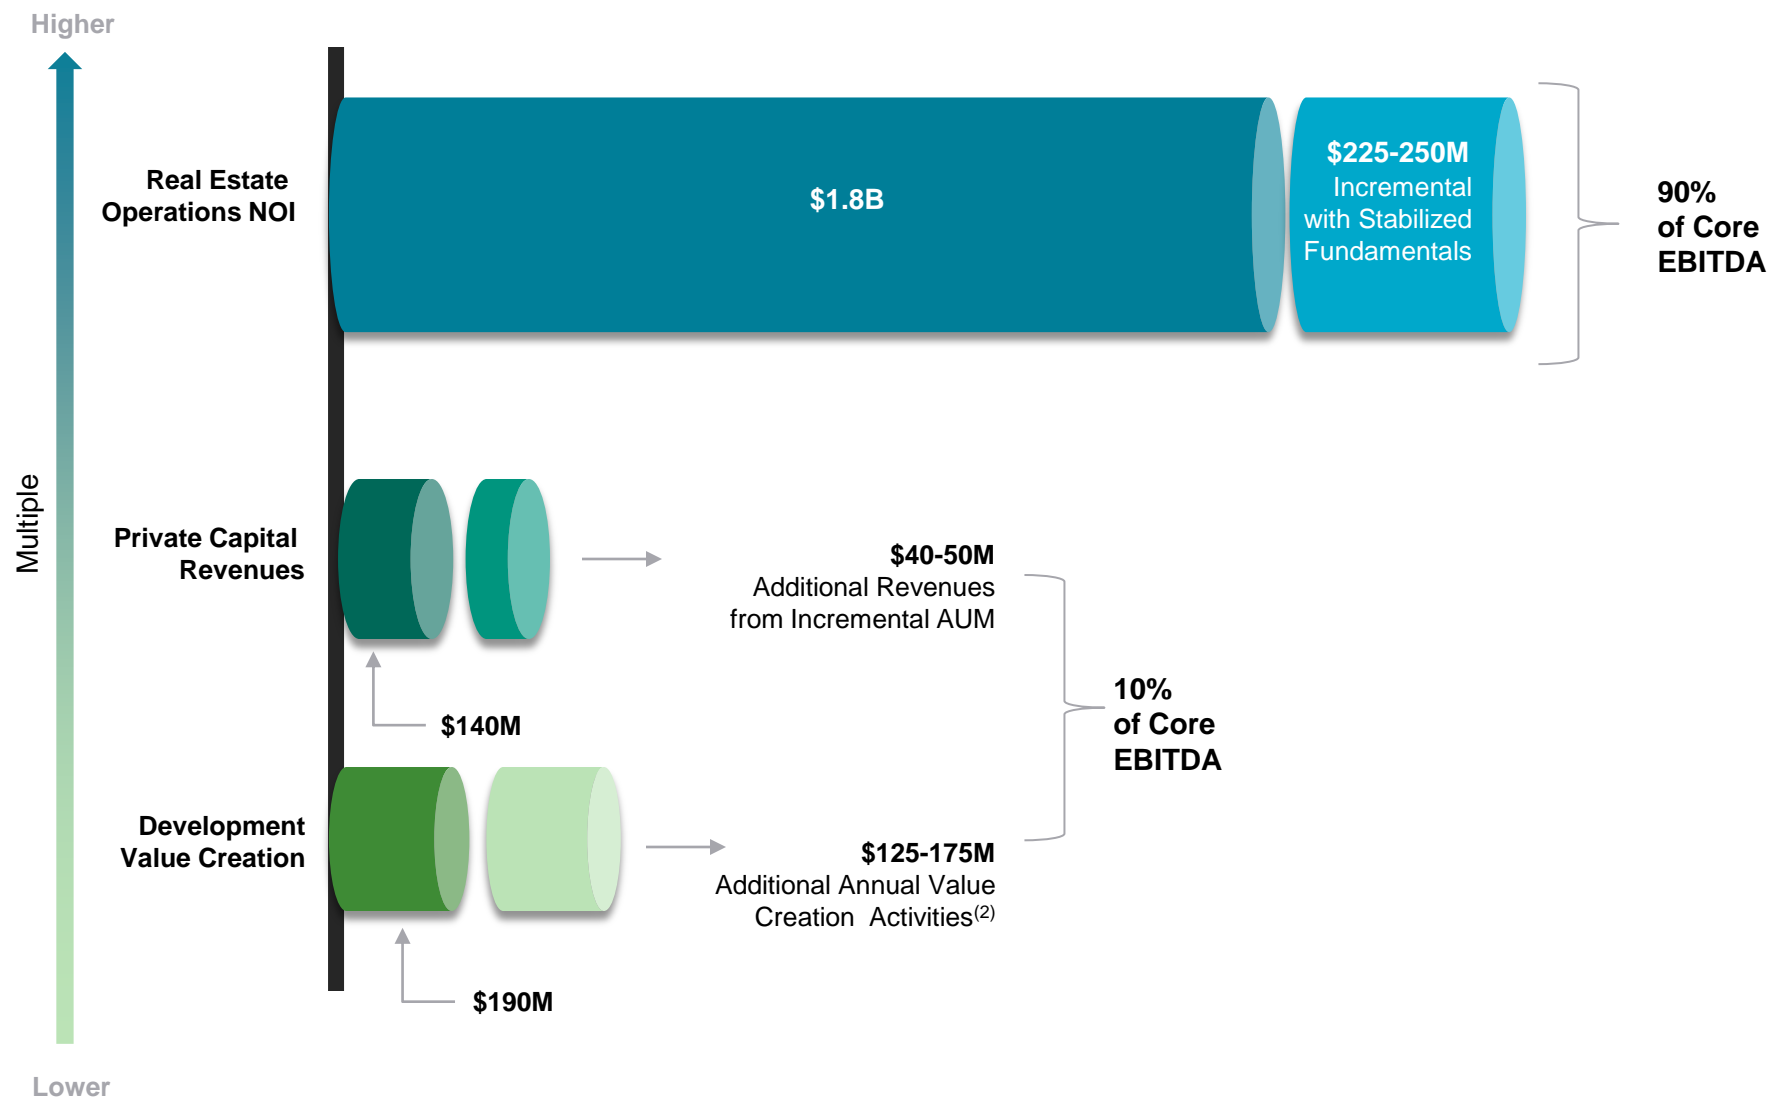 Higher
Multiple
Lower
Real Estate
Operations NOI
$1.8B
$225-250M
Incremental
with Stabilized
Fundamentals
90%
of Core
EBITDA
Private Capital
Revenues
$140M
$40-50M
Additional Revenues
from Incremental AUM
10%
of Core
EBITDA
Development
Value Creation
$190M
$125-175M
Additional Annual Value
Creation Activities(2)